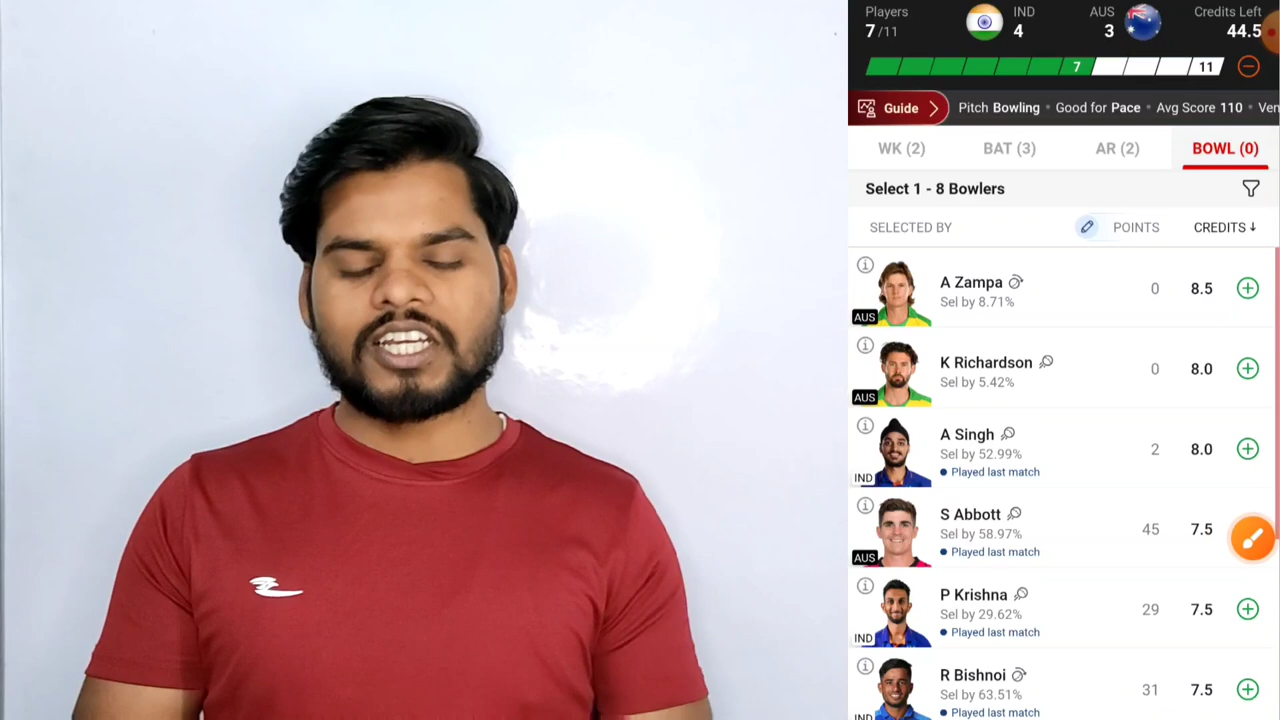 Players
7 /11
IND
4
AUS
3
Credits Left
44.5
7
11
Guide
Pitch Bowling • Good for Pace • Avg Score 110 • Ven
WK (2)
BAT (3)
AR (2)
BOWL (0)
Select 1 - 8 Bowlers
SELECTED BY
POINTS
CREDITS ↓
A Zampa
Sel by 8.71%
AUS
0
8.5
K Richardson
Sel by 5.42%
AUS
0
8.0
A Singh
Sel by 52.99%
Played last match
IND
2
8.0
S Abbott
Sel by 58.97%
Played last match
AUS
45
7.5
P Krishna
Sel by 29.62%
Played last match
IND
29
7.5
R Bishnoi
Sel by 63.51%
Played last match
IND
31
7.5